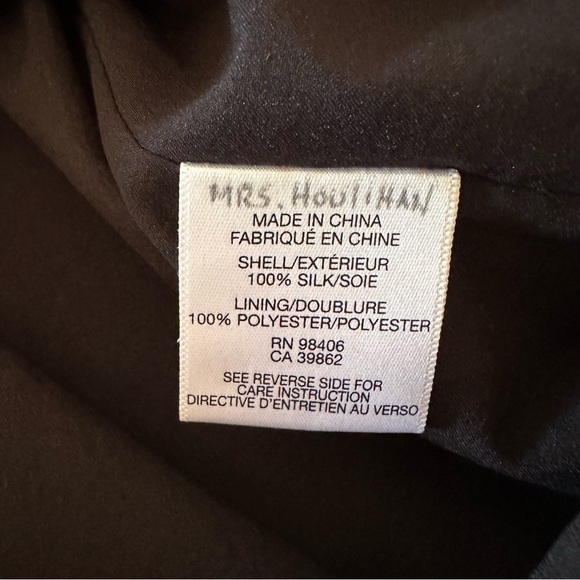 MRS. HOULIHAN
MADE IN CHINA
FABRIQUÉ EN CHINE
SHELL/EXTÉRIEUR
100% SILK/SOIE
LINING/DOUBLURE
100% POLYESTER/POLYESTER
RN 98406
CA 39862
SEE REVERSE SIDE FOR
CARE INSTRUCTION
DIRECTIVE D'ENTRETIEN AU VERSO